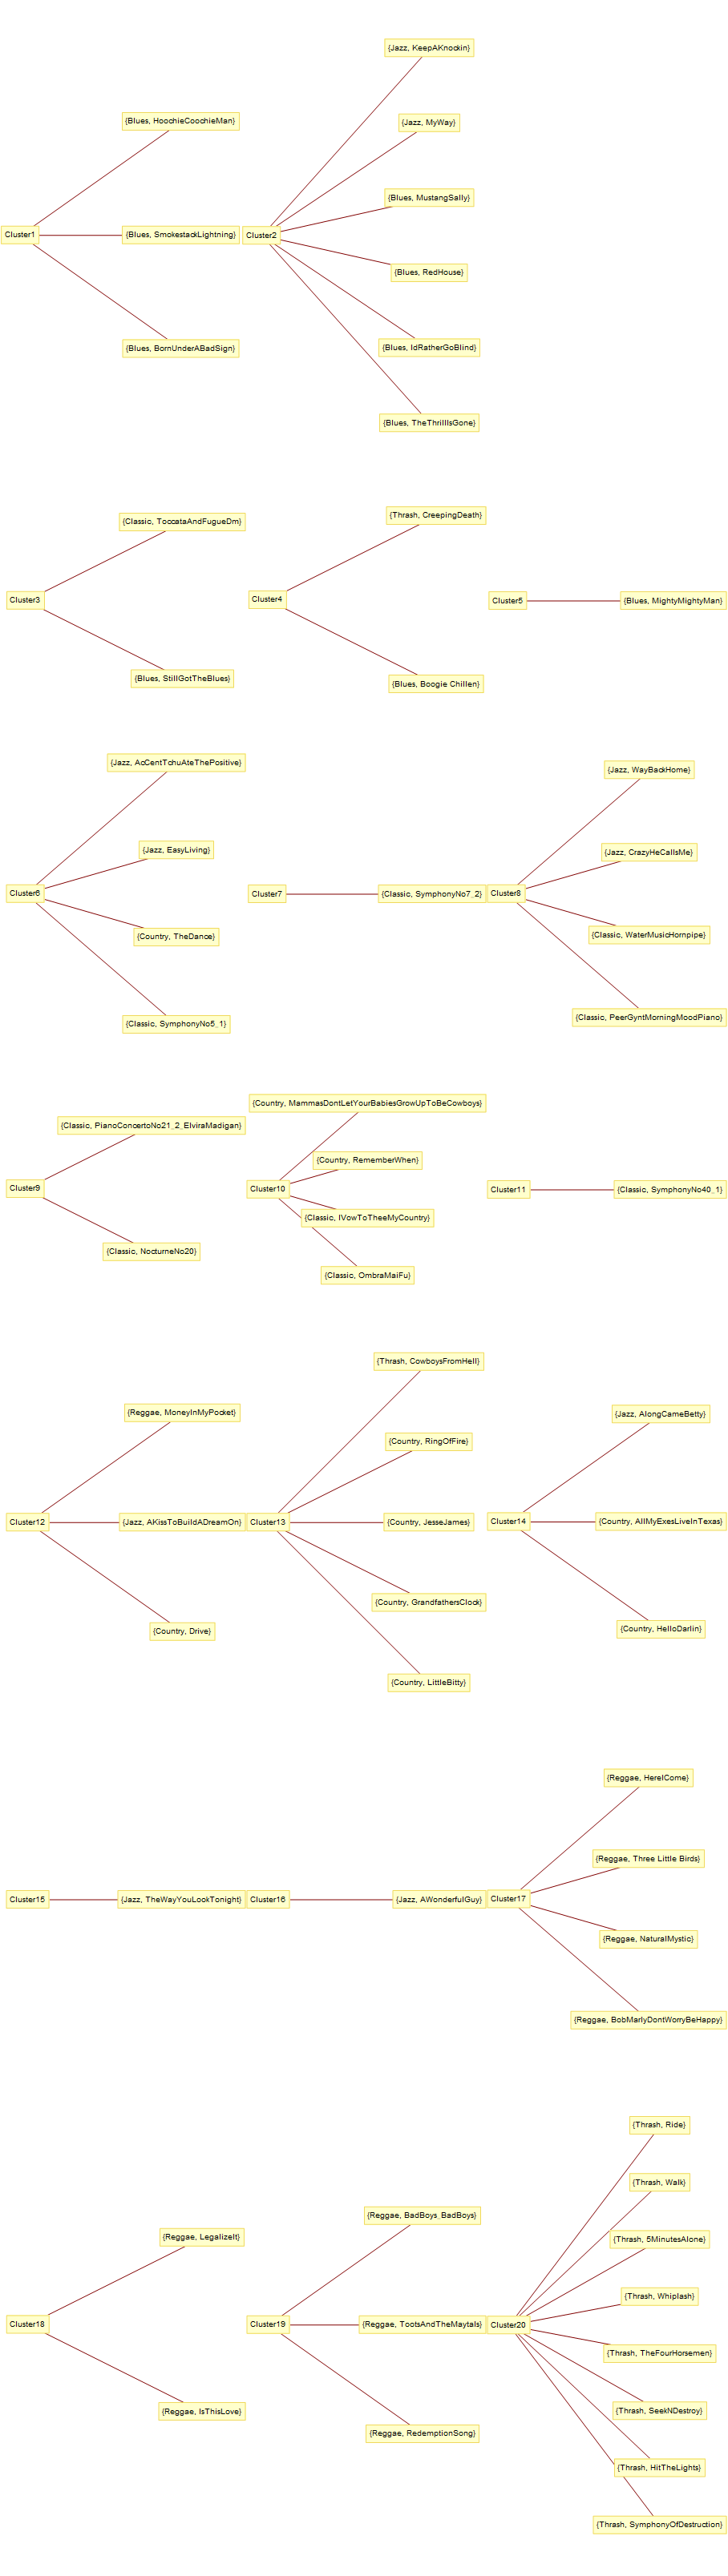 {Jazz, KeepAKnockin}
{Blues, HoochieCoochieMan}
{Jazz, MyWay}
{Blues, MustangSally}
Cluster1
{Blues, SmokestackLightning}
Cluster2
{Blues, RedHouse}
{Blues, BornUnderABadSign}
{Blues, IdRatherGoBlind}
{Blues, TheThrillIsGone}
{Classic, ToccataAndFugueDm}
{Thrash, CreepingDeath}
Cluster3
Cluster4
Cluster5
{Blues, MightyMightyMan}
{Blues, StillGotTheBlues}
{Blues, Boogie Chillen}
{Jazz, AcCentTchuAteThePositive}
{Jazz, WayBackHome}
{Jazz, EasyLiving}
{Jazz, CrazyHeCallsMe}
Cluster6
Cluster7
{Classic, SymphonyNo7_2}
Cluster8
{Country, TheDance}
{Classic, WaterMusicHornpipe}
{Classic, SymphonyNo5_1}
{Classic, PeerGyntMorningMoodPiano}
{Country, MammasDontLetYourBabiesGrowUpToBeCowboys}
{Classic, PianoConcertoNo21_2_ElviraMadigan}
{Country, RememberWhen}
Cluster9
Cluster10
Cluster11
{Classic, SymphonyNo40_1}
{Classic, IVowToTheeMyCountry}
{Classic, NocturneNo20}
{Classic, OmbraMaiFu}
{Thrash, CowboysFromHell}
{Reggae, MoneyInMyPocket}
{Jazz, AlongCameBetty}
{Country, RingOfFire}
Cluster12
{Jazz, AKissToBuildADreamOn}
Cluster13
{Country, JesseJames}
Cluster14
{Country, AllMyExesLiveInTexas}
{Country, GrandfathersClock}
{Country, Drive}
{Country, HelloDarlin}
{Country, LittleBitty}
{Reggae, HereICome}
{Reggae, Three Little Birds}
Cluster15
{Jazz, TheWayYouLookTonight}
Cluster16
{Jazz, AWonderfulGuy}
Cluster17
{Reggae, NaturalMystic}
{Reggae, BobMarlyDontWorryBeHappy}
{Thrash, Ride}
{Thrash, Walk}
{Reggae, BadBoys_BadBoys}
{Reggae, LegalizeIt}
{Thrash, 5MinutesAlone}
{Thrash, Whiplash}
Cluster18
Cluster19
{Reggae, TootsAndTheMaytals}
Cluster20
{Thrash, TheFourHorsemen}
{Reggae, IsThisLove}
{Thrash, SeekNDestroy}
{Reggae, RedemptionSong}
{Thrash, HitTheLights}
{Thrash, SymphonyOfDestruction}